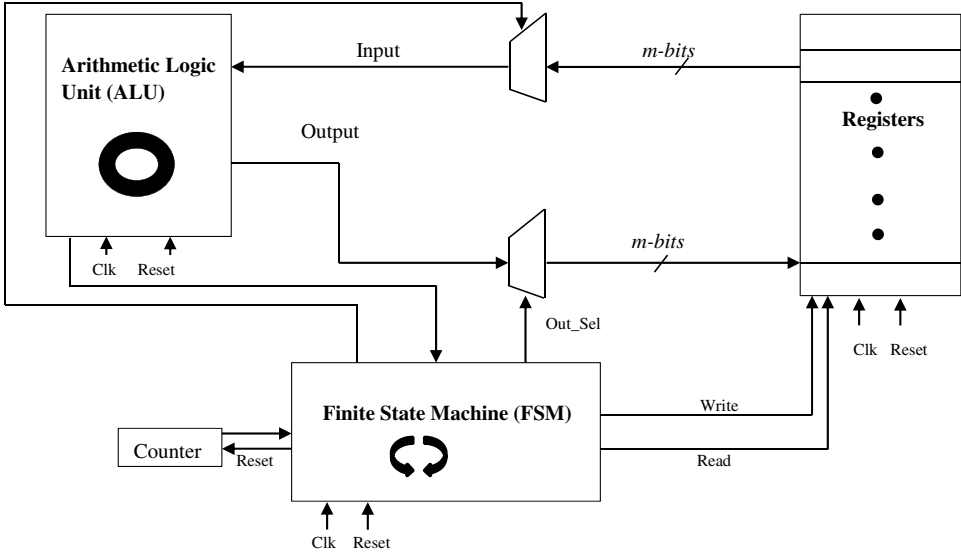 Arithmetic Logic
Unit (ALU)
Input
m-bits
Registers
Output
m-bits
Clk
Reset
Out_Sel
Clk
Reset
Finite State Machine (FSM)
Write
Counter
Reset
Read
Clk
Reset